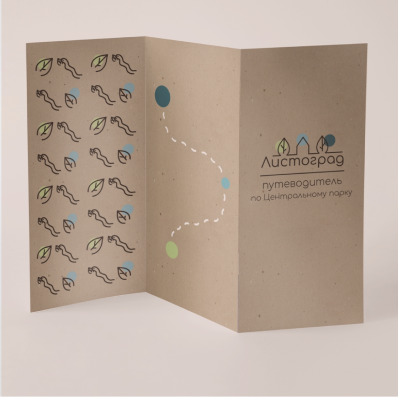 Листоград
путеводитель
по Центральному парку